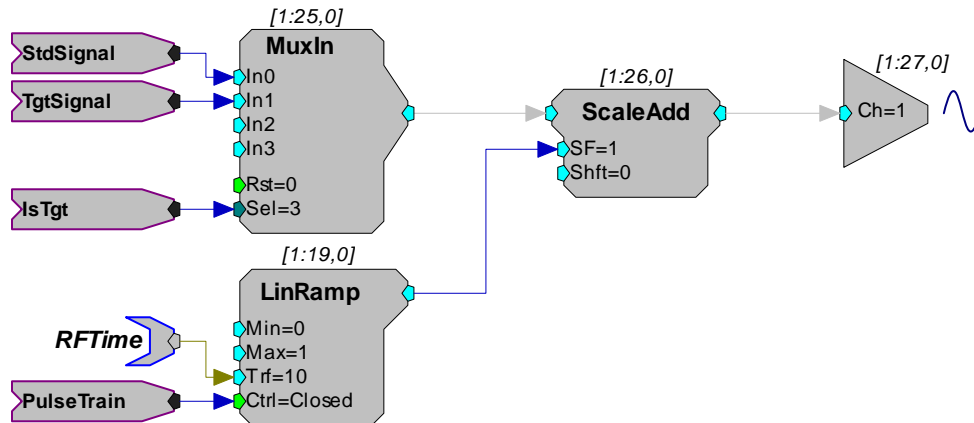 [1:25,0]
MuxIn
StdSignal
TgtSignal
In0
In1
In2
In3
Rst=0
IsTgt
Sel=3
[1:26,0]
ScaleAdd
SF=1
Shft=0
[1:27,0]
Ch=1
[1:19,0]
LinRamp
Min=0
RFTime
Max=1
Trf=10
PulseTrain
Ctrl=Closed